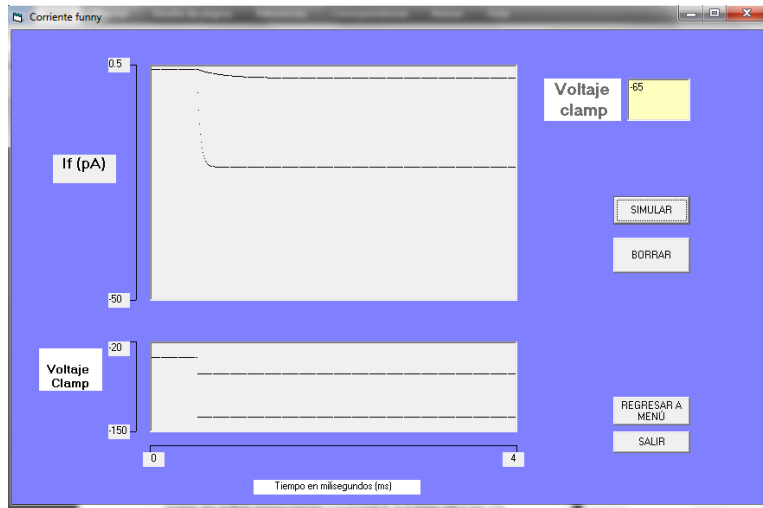 Corriente funny
0.5
Voltaje
clamp
-65
If (pA)
SIMULAR
BORRAR
-50
-20
Voltaje
Clamp
-150
REGRESAR A
MENÚ
SALIR
0
4
Tiempo en milisegundos (ms)